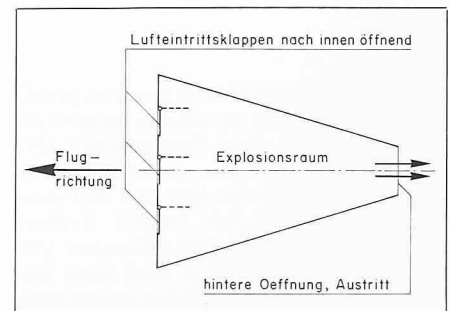 Lufteintrittsklappen nach innen öffnend
Flug–
richtung
Explosionsraum
hintere Oeffnung, Austritt